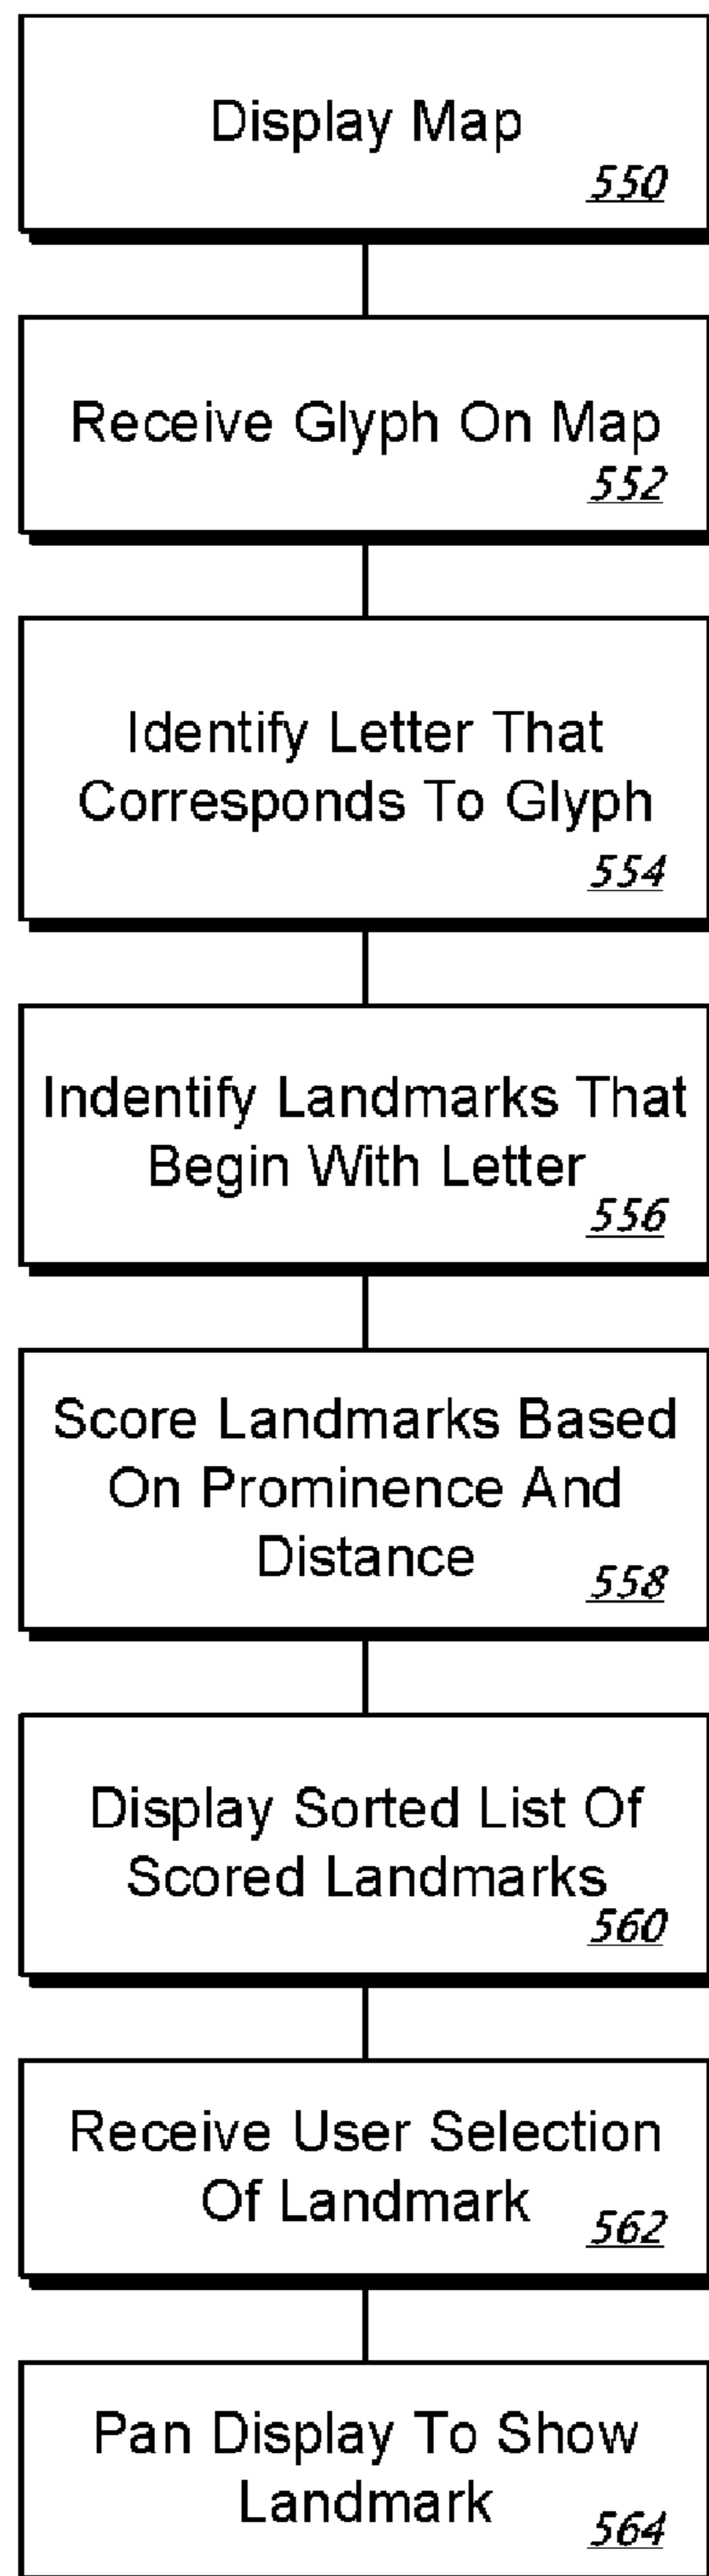 Display Map
550
Receive Glyph On Map
552
Identify Letter That
Corresponds To Glyph
554
Indentify Landmarks That
Begin With Letter
556
Score Landmarks Based
On Prominence And
Distance
558
Display Sorted List Of
Scored Landmarks
560
Receive User Selection
Of Landmark
562
Pan Display To Show
Landmark
564